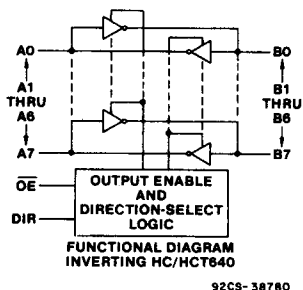 A0
B0
A1
THRU
A6
B1
THRU
B6
A7
B7
OE
DIR
OUTPUT ENABLE
AND
DIRECTION-SELECT
LOGIC
FUNCTIONAL DIAGRAM
INVERTING HC/HCT640
92CS-38780